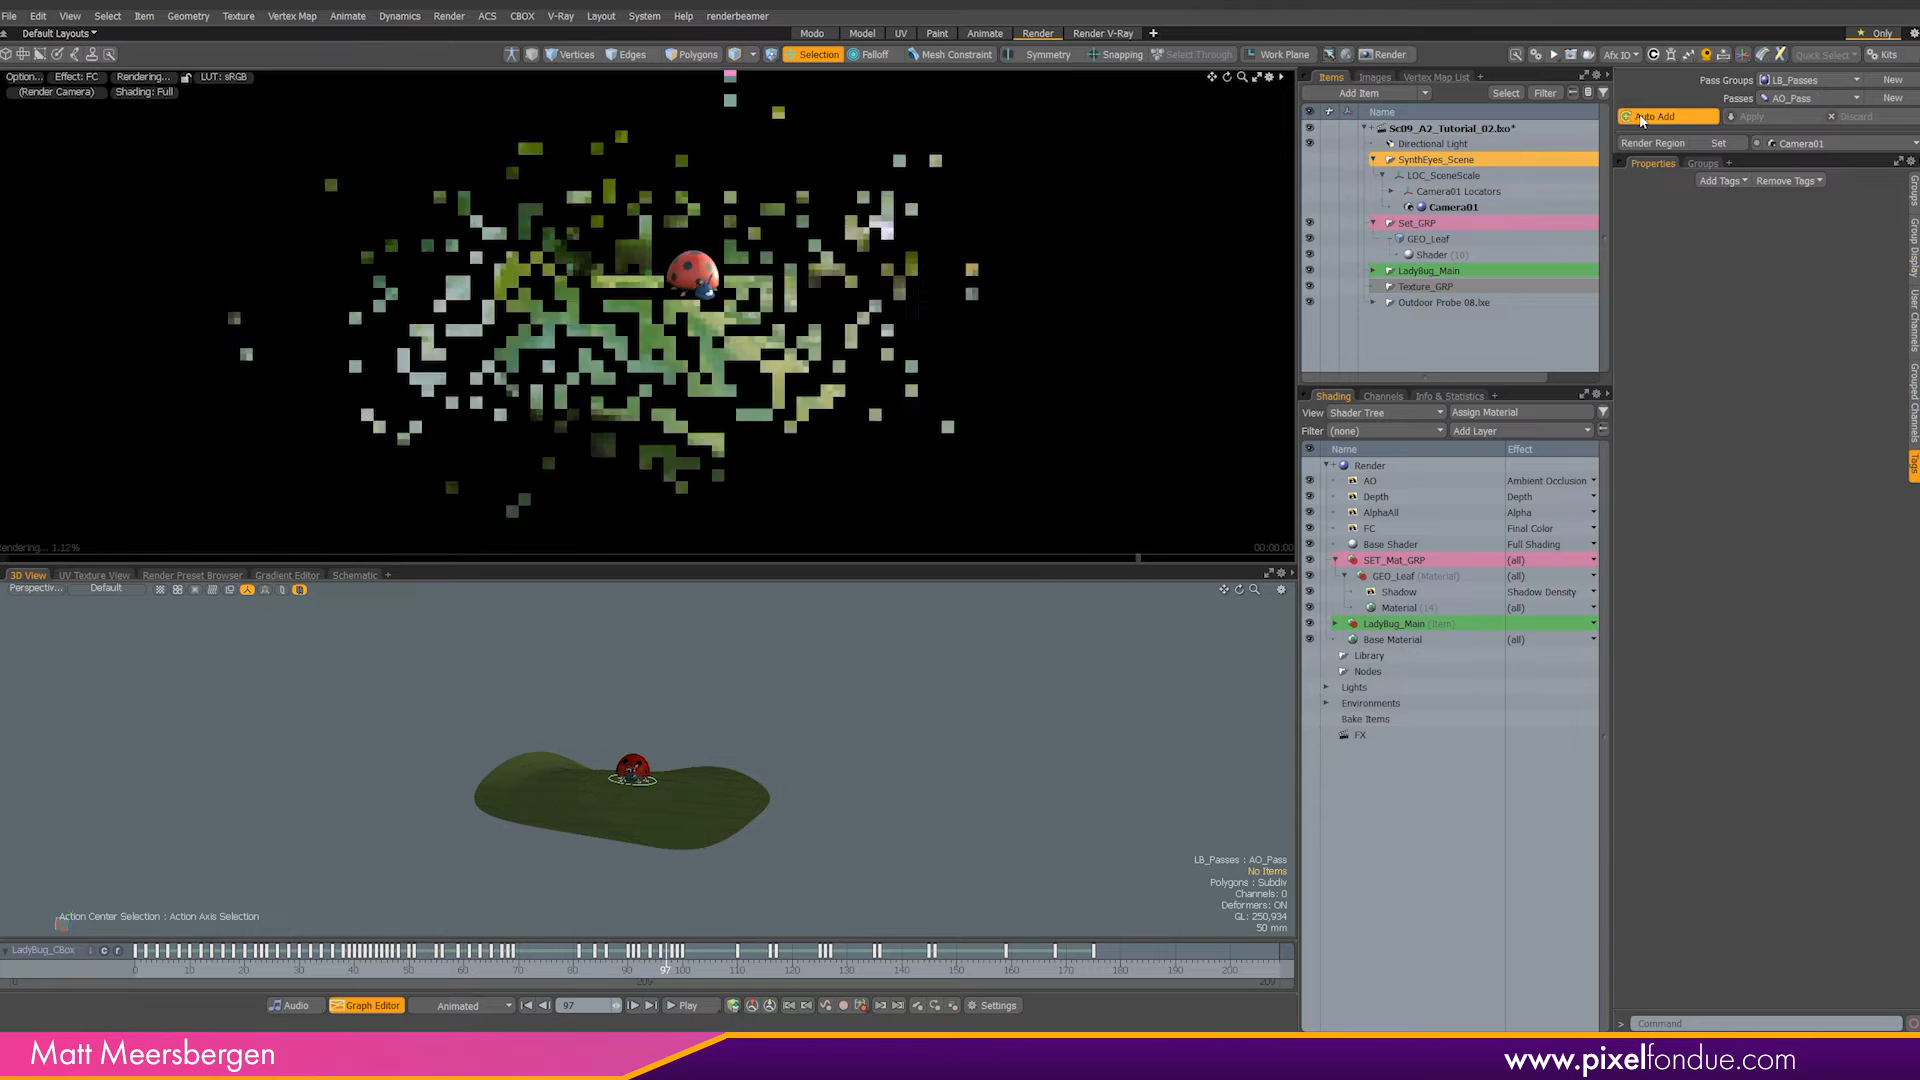 File Edit View Select Item Geometry Texture Vertex Map Animate Dynamics Render ACS CBOX V-Ray Layout System Help renderbeamer
Default Layouts Modo Model UV Paint Animate Render Render V-Ray + Only
Vertices Edges Polygons Selection Falloff Mesh Constraint Symmetry Snapping Select Through Work Plane Render Afx IO Quick Select Kits
Option... Effect: FC Rendering... LUT: sRGB
(Render Camera) Shading: Full
Rendering... 1.12% 00:00:00
Items Images Vertex Map List +
Add Item Select Filter
Name
Sc09_A2_Tutorial_02.lxo*
Directional Light
SynthEyes_Scene
LOC_SceneScale
Camera01 Locators
Camera01
Set_GRP
GEO_Leaf
Shader (10)
LadyBug_Main
Texture_GRP
Outdoor Probe 08.lxe
Pass Groups LB_Passes New
Passes AO_Pass New
Auto Add Apply Discard
Render Region Set Camera01
Properties Groups +
Add Tags Remove Tags
Groups
Group Display
User Channels
Grouped Channels
Tags
Shading Channels Info & Statistics +
View Shader Tree Assign Material
Filter (none) Add Layer
Name Effect
Render
AO Ambient Occlusion
Depth Depth
AlphaAll Alpha
FC Final Color
Base Shader Full Shading
SET_Mat_GRP (all)
GEO_Leaf (Material) (all)
Shadow Shadow Density
Material (14) (all)
LadyBug_Main (Item)
Base Material (all)
Library
Nodes
Lights
Environments
Bake Items
FX
3D View UV Texture View Render Preset Browser Gradient Editor Schematic +
Perspectiv... Default
LB_Passes : AO_Pass
No Items
Polygons : Subdiv
Channels: 0
Deformers: ON
GL: 250,934
50 mm
Action Center Selection : Action Axis Selection
LadyBug_CBox
0 10 20 30 40 50 60 70 80 90 97 100 110 120 130 140 150 160 170 180 190 200
0 209 209
Audio Graph Editor Animated 97 Play Settings
> Command
Matt Meersbergen
www.pixelfondue.com